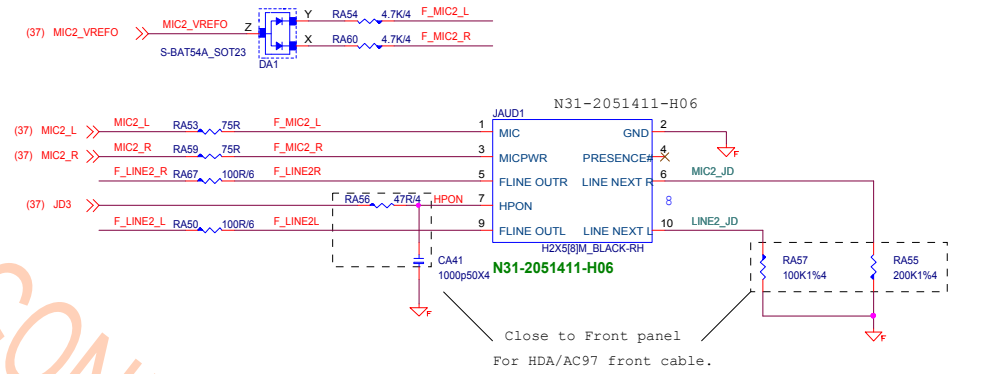 (37) MIC2_VREFO MIC2_VREFO Z Y RA54 4.7K/4 F_MIC2_L
X RA60 4.7K/4 F_MIC2_R
S-BAT54A_SOT23
DA1
N31-2051411-H06
JAUD1
(37) MIC2_L MIC2_L RA53 75R F_MIC2_L 1 MIC GND 2
F
(37) MIC2_R MIC2_R RA59 75R F_MIC2_R 3 MICPWR PRESENCE# 4
F_LINE2_R RA67 100R/6 F_LINE2R 5 FLINE OUTR LINE NEXT R 6 MIC2_JD
(37) JD3 RA56 47R/4 HPON 7 HPON 8
F_LINE2_L RA50 100R/6 F_LINE2L 9 FLINE OUTL LINE NEXT L 10 LINE2_JD
H2X5[8]M_BLACK-RH
N31-2051411-H06
CA41
1000p50X4
F
RA57
100K1%4
RA55
200K1%4
F
Close to Front panel
For HDA/AC97 front cable.
CON